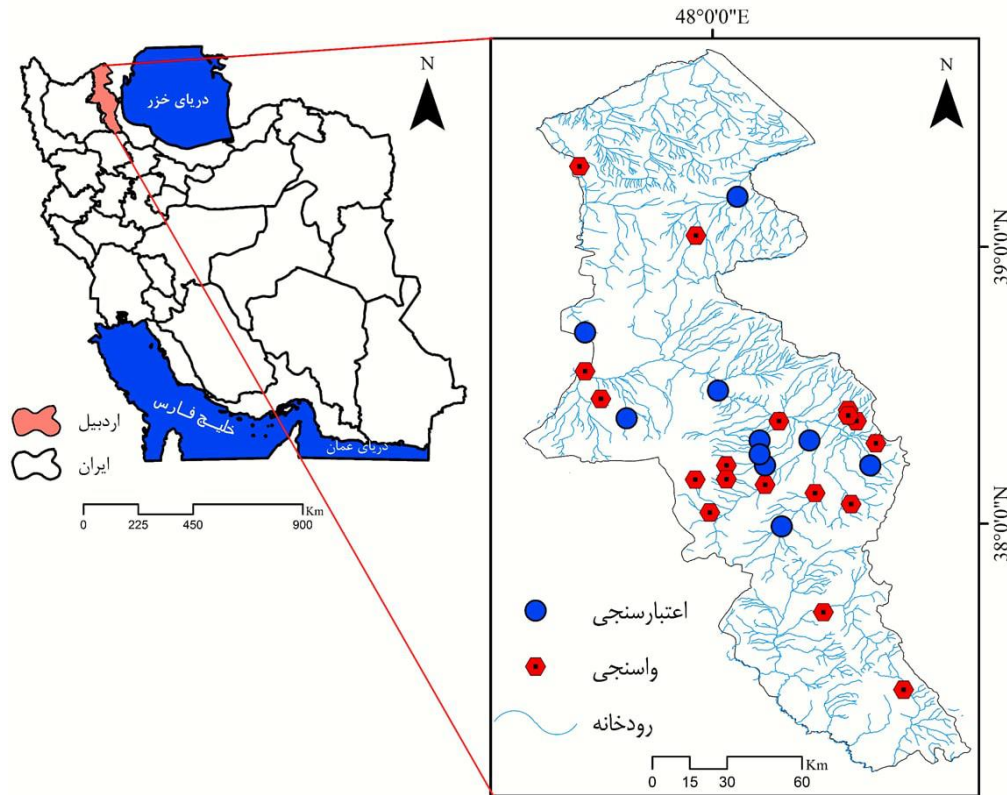 48°0'0"E
N
دریای خزر
N
39°0'0"N
خلیج فارس
دریای عمان
اردبیل
ایران
38°0'0"N
Km
0 225 450 900
اعتبارسنجی
واسنجی
رودخانه
Km
0 15 30 60